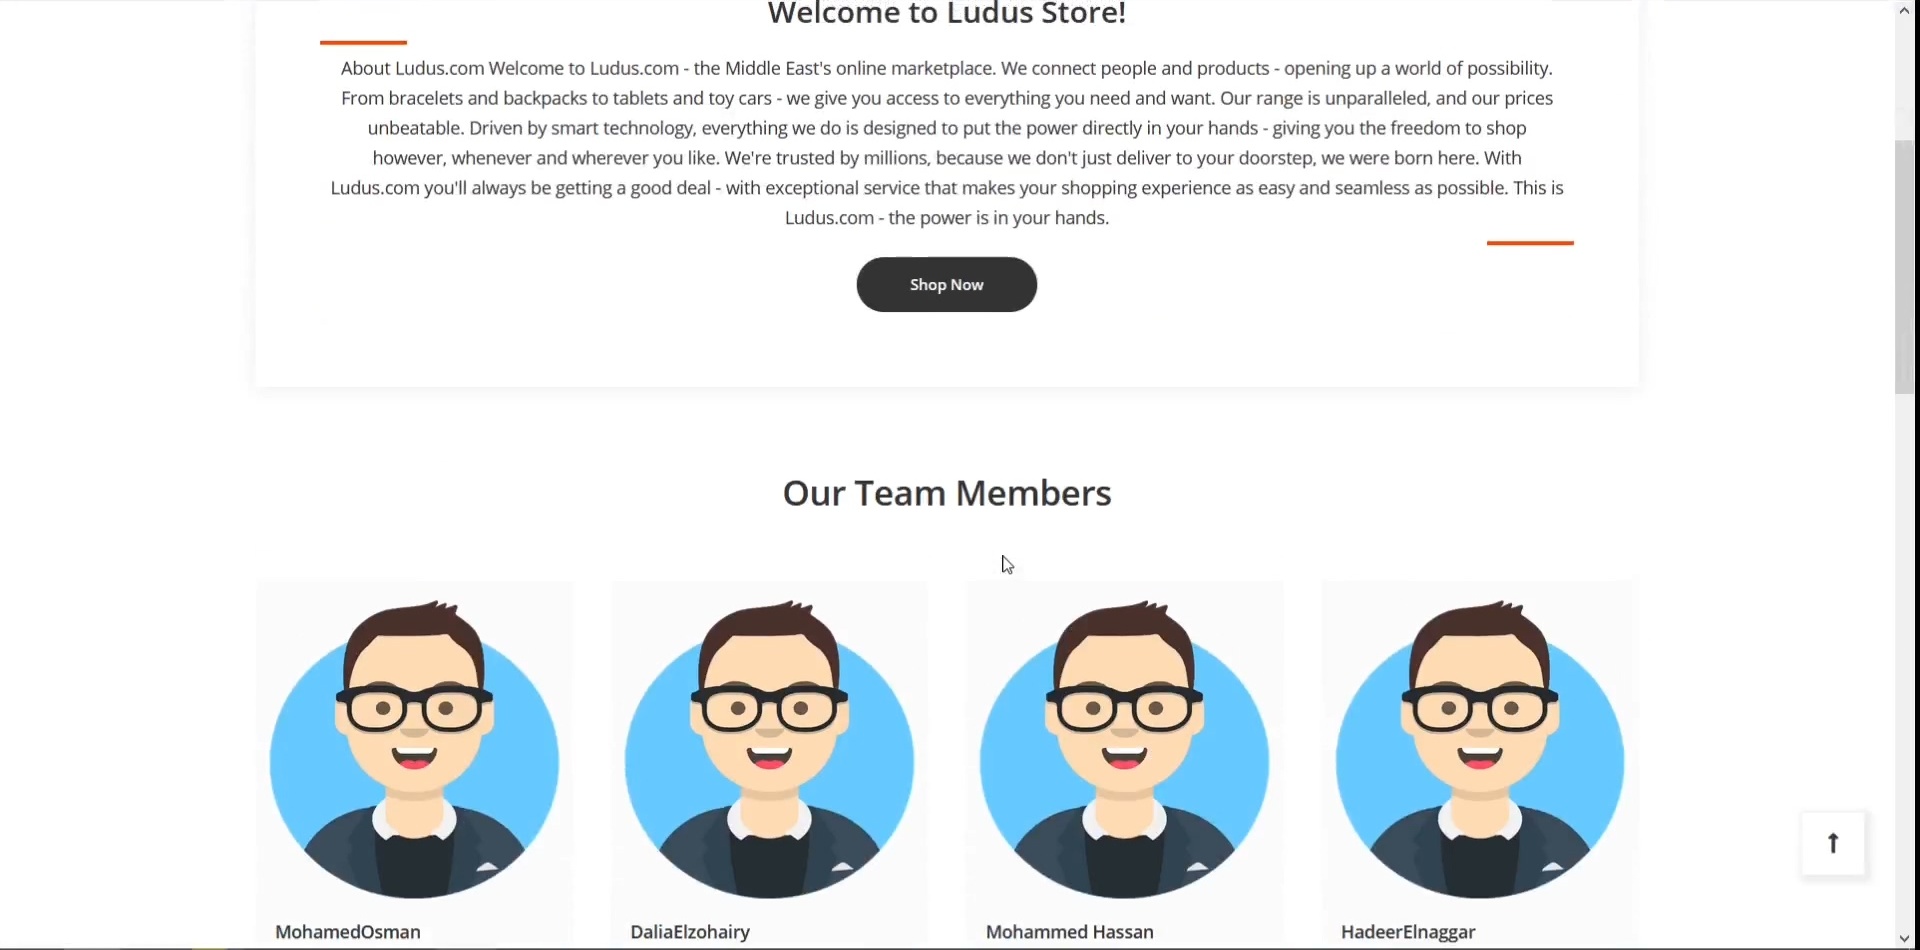 Welcome to Ludus Store!
About Ludus.com Welcome to Ludus.com - the Middle East's online marketplace. We connect people and products - opening up a world of possibility.
From bracelets and backpacks to tablets and toy cars - we give you access to everything you need and want. Our range is unparalleled, and our prices
unbeatable. Driven by smart technology, everything we do is designed to put the power directly in your hands - giving you the freedom to shop
however, whenever and wherever you like. We're trusted by millions, because we don't just deliver to your doorstep, we were born here. With
Ludus.com you'll always be getting a good deal - with exceptional service that makes your shopping experience as easy and seamless as possible. This is
Ludus.com - the power is in your hands.
Shop Now
Our Team Members
MohamedOsman
DaliaElzohairy
Mohammed Hassan
HadeerElnaggar